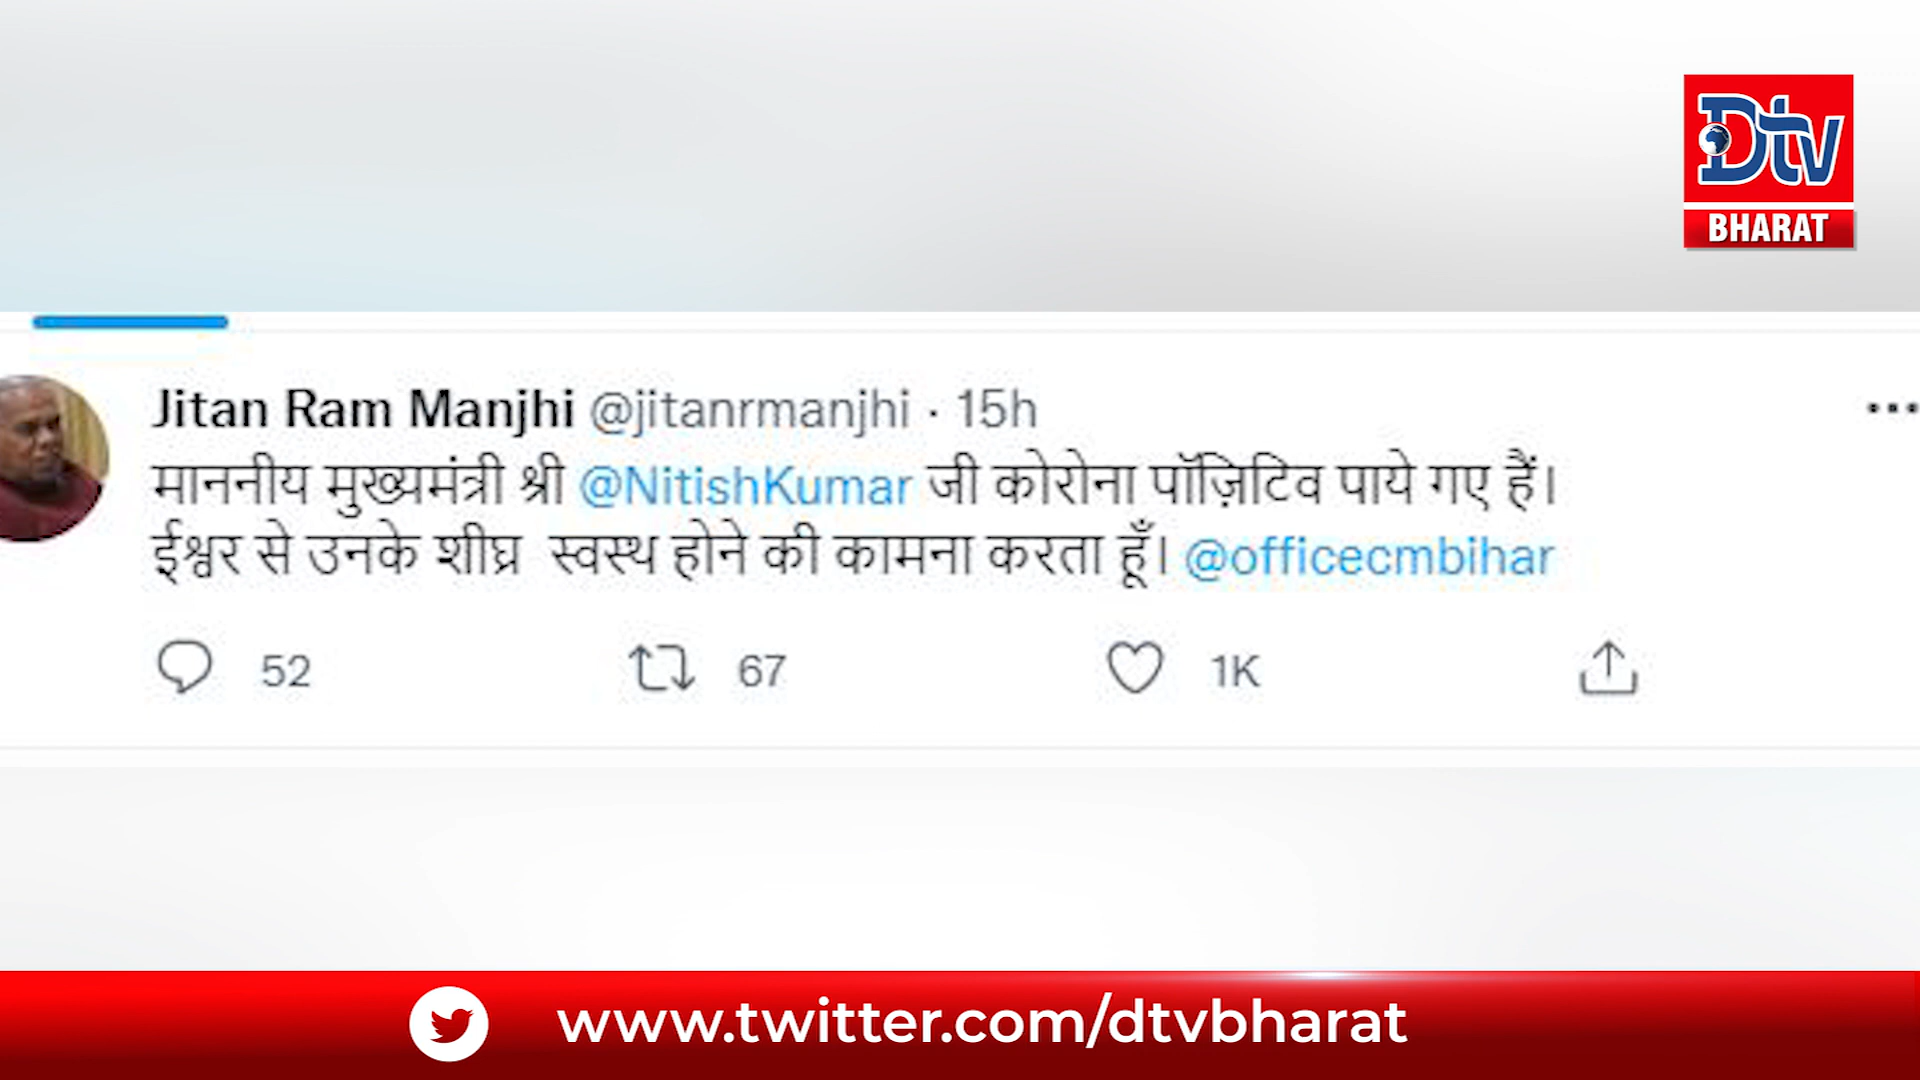 Dtv
BHARAT
Jitan Ram Manjhi @jitanrmanjhi · 15h
माननीय मुख्यमंत्री श्री @NitishKumar जी कोरोना पॉज़िटिव पाये गए हैं।
ईश्वर से उनके शीघ्र स्वस्थ होने की कामना करता हूँ। @officecmbihar
52 67 1K
www.twitter.com/dtvbharat